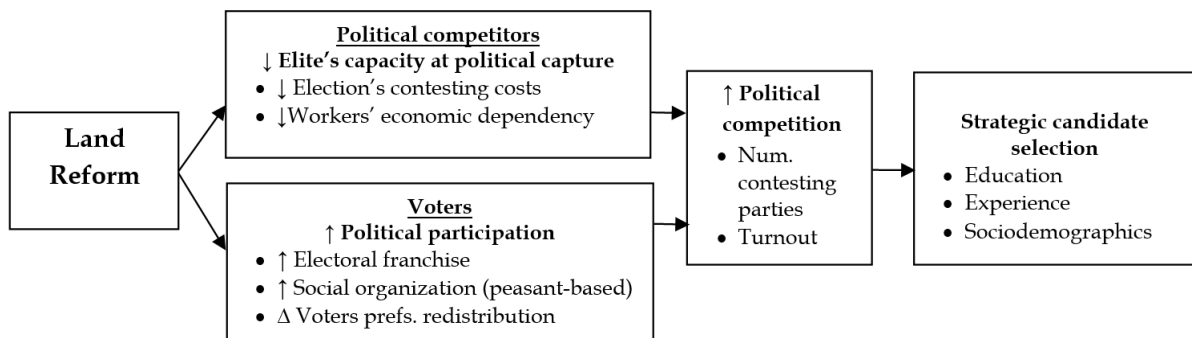 Land
Reform
Political competitors
↓ Elite's capacity at political capture
• ↓ Election's contesting costs
• ↓Workers' economic dependency
Voters
↑ Political participation
• ↑ Electoral franchise
• ↑ Social organization (peasant-based)
• Δ Voters prefs. redistribution
↑ Political
competition
• Num.
contesting
parties
• Turnout
Strategic candidate
selection
• Education
• Experience
• Sociodemographics